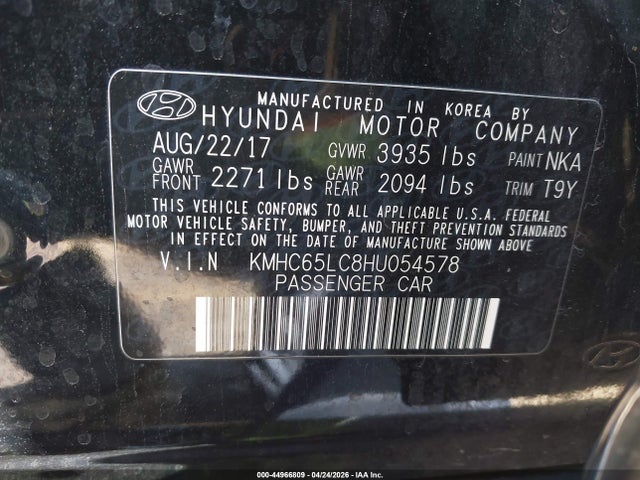 MANUFACTURED IN KOREA BY
HYUNDAI MOTOR COMPANY
AUG/22/17 GVWR 3935 lbs PAINT NKA
GAWR FRONT 2271 lbs GAWR REAR 2094 lbs TRIM T9Y
THIS VEHICLE CONFORMS TO ALL APPLICABLE U.S.A. FEDERAL
MOTOR VEHICLE SAFETY, BUMPER, AND THEFT PREVENTION STANDARDS
IN EFFECT ON THE DATE OF MANUFACTURE SHOWN ABOVE
V.I.N KMHC65LC8HU054578
PASSENGER CAR
000-44966809 - 04/24/2026 - IAA Inc.